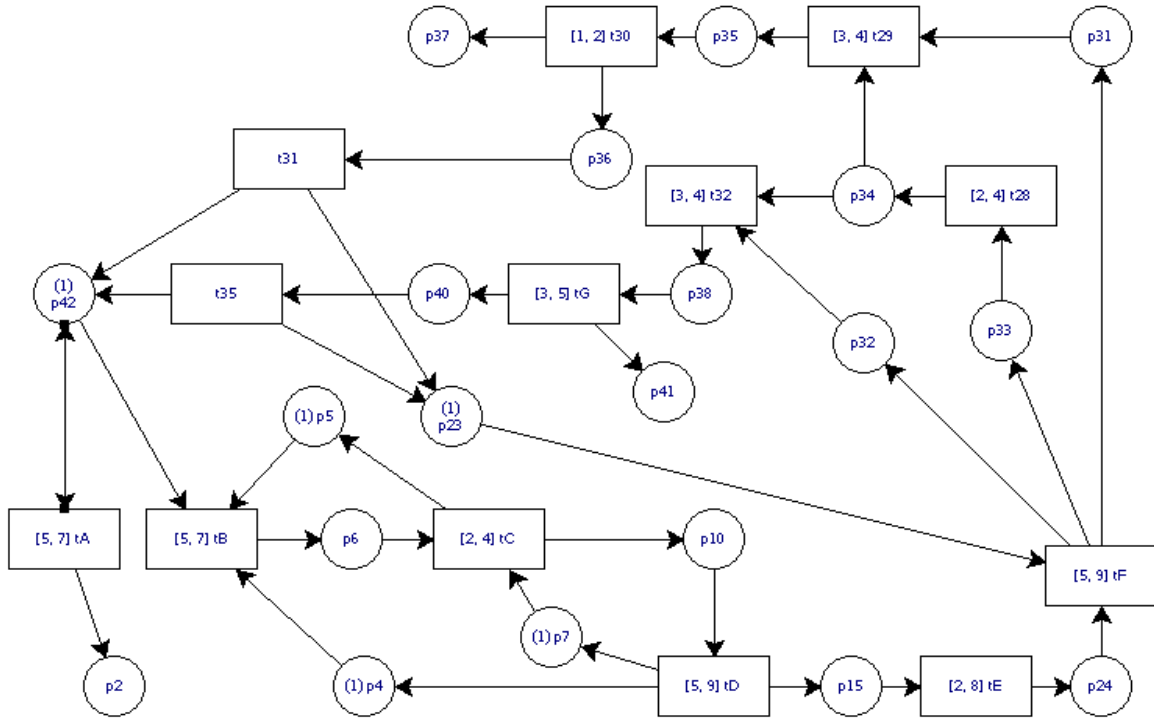 p37
[1, 2] t30
p35
[3, 4] t29
p31
t31
p36
[3, 4] t32
p34
[2, 4] t28
(1)
p42
t35
p40
[3, 5] tG
p38
p32
p33
p41
(1) p5
(1)
p23
[5, 7] tA
[5, 7] tB
p6
[2, 4] tC
p10
[5, 9] tF
(1) p7
p2
(1) p4
[5, 9] tD
p15
[2, 8] tE
p24